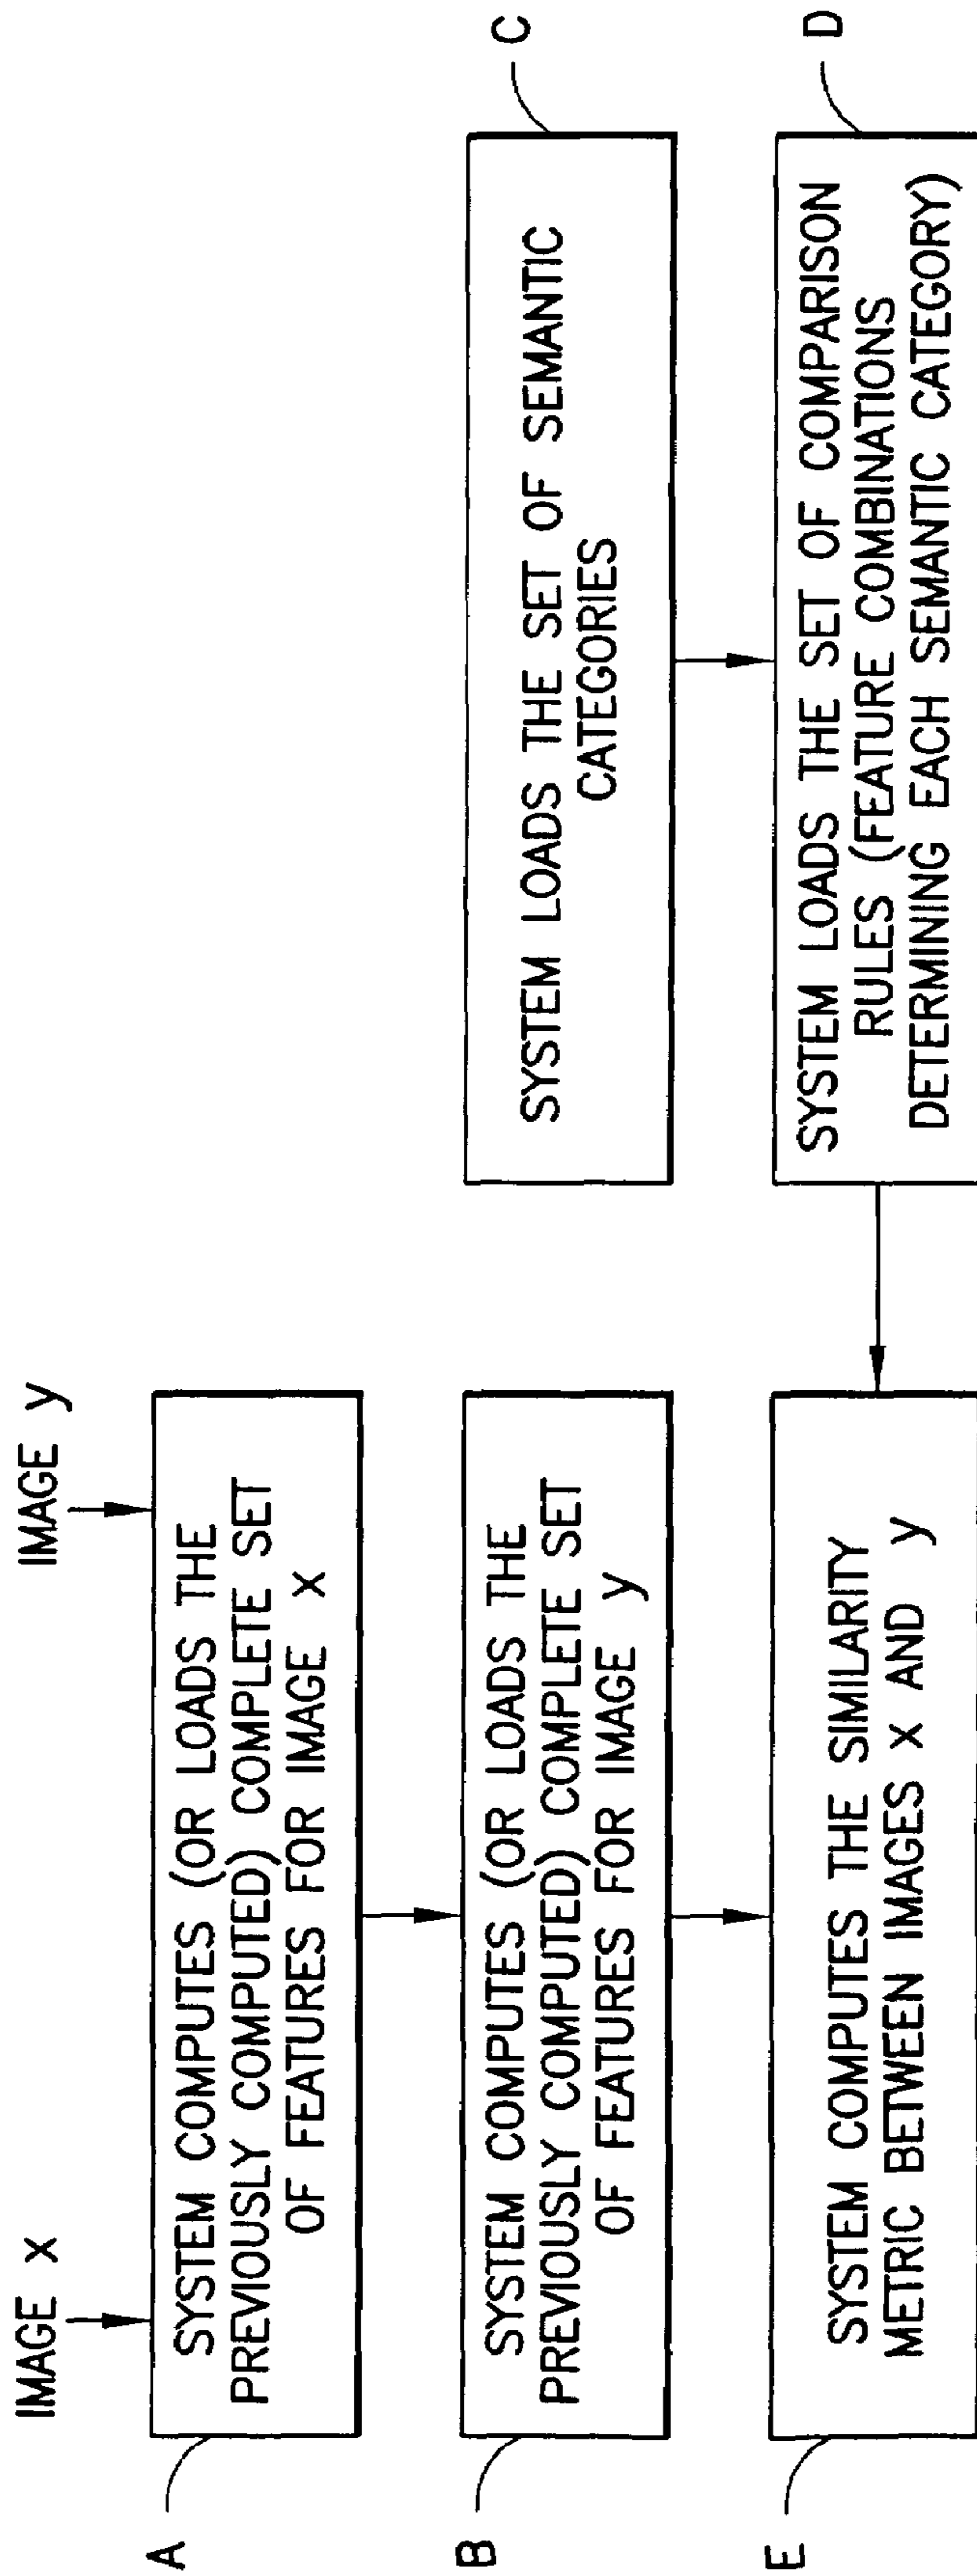 IMAGE x
IMAGE y
A
SYSTEM COMPUTES (OR LOADS THE
PREVIOUSLY COMPUTED) COMPLETE SET
OF FEATURES FOR IMAGE x
B
SYSTEM COMPUTES (OR LOADS THE
PREVIOUSLY COMPUTED) COMPLETE SET
OF FEATURES FOR IMAGE y
C
SYSTEM LOADS THE SET OF SEMANTIC
CATEGORIES
D
SYSTEM LOADS THE SET OF COMPARISON
RULES (FEATURE COMBINATIONS
DETERMINING EACH SEMANTIC CATEGORY)
E
SYSTEM COMPUTES THE SIMILARITY
METRIC BETWEEN IMAGES x AND y